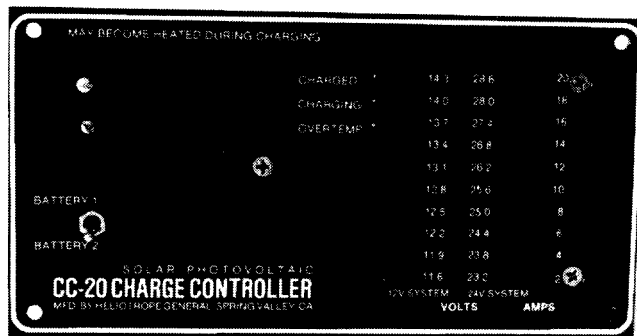 MAY BECOME HEATED DURING CHARGING
CHARGED * 14.3 28.6 20
CHARGING * 14.0 28.0 18
OVERTEMP * 13.7 27.4 16
13.4 26.8 14
13.1 26.2 12
12.8 25.6 10
BATTERY 1
12.5 25.0 8
12.2 24.4 6
BATTERY 2
11.9 23.8 4
SOLAR PHOTOVOLTAIC
11.6 23.2 2
CC-20 CHARGE CONTROLLER
12V SYSTEM 24V SYSTEM
MFD. BY HELIOTROPE GENERAL SPRING VALLEY, CA
VOLTS AMPS